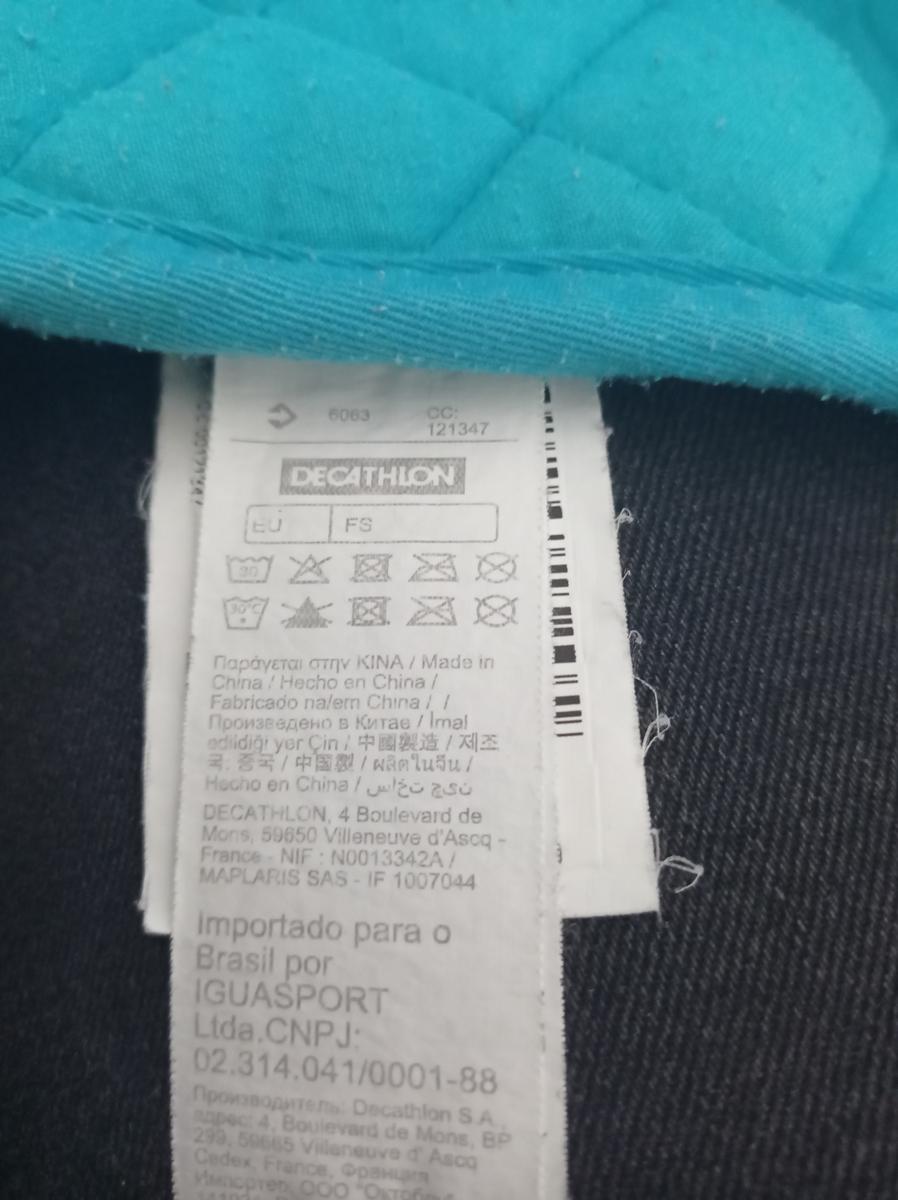 6063 CC:
121347
DECATHLON
EU FS
30
30°C
Παράγεται στην ΚΙΝΑ / Made in
China / Hecho en China /
Fabricado na/em China / /
Произведено в Китае / İmal
edildiği yer Çin / 中國製造 / 제조
국: 중국 / 中国製 / ผลิตในจีน /
Hecho en China /
DECATHLON, 4 Boulevard de
Mons, 59650 Villeneuve d'Ascq -
France - NIF : N0013342A /
MAPLARIS SAS - IF 1007044
Importado para o
Brasil por
IGUASPORT
Ltda.CNPJ:
02.314.041/0001-88
Производитель: Decathlon S.A.,
адрес: 4, Boulevard de Mons, BP
299, 59665 Villeneuve d' Ascq
Cedex, France, Франция
Импортер: ООО "Октоблу"